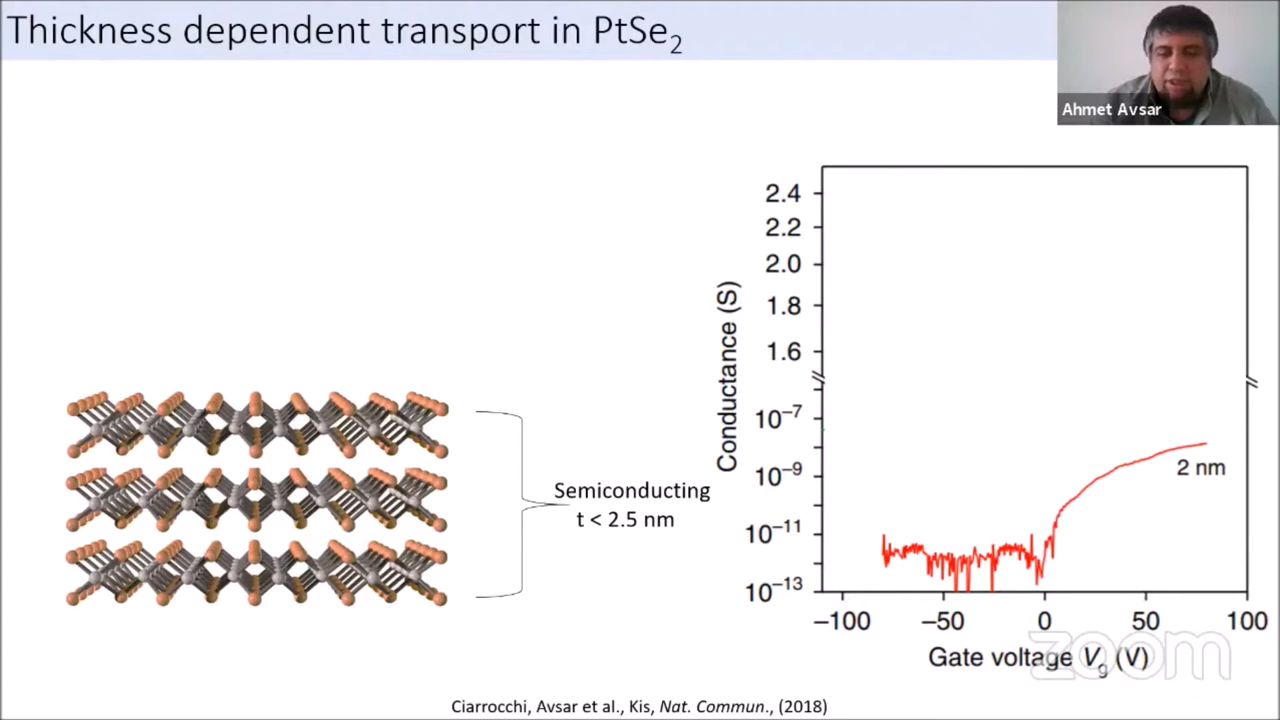 Thickness dependent transport in PtSe₂
Ahmet Avsar
Semiconducting
t < 2.5 nm
Conductance (S)
2.4
2.2
2.0
1.8
1.6
10⁻⁷
10⁻⁹
10⁻¹¹
10⁻¹³
2 nm
–100
–50
0
50
100
Gate voltage V_g (V)
zoom
Ciarrocchi, Avsar et al., Kis, Nat. Commun., (2018)